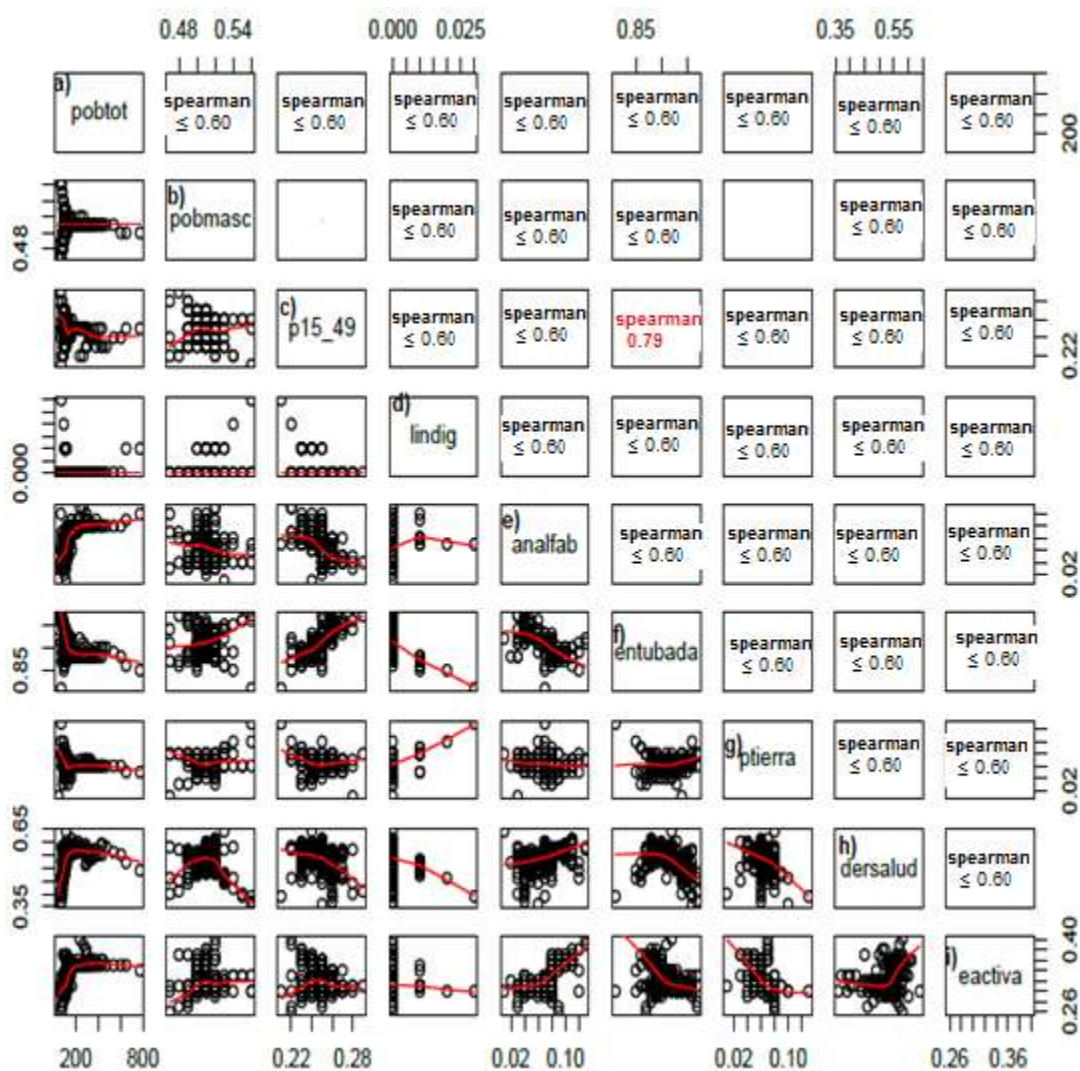 0.48 0.54 0.000 0.025 0.85 0.35 0.55
a) pobtot
spearman spearman spearman spearman spearman spearman spearman spearman
≤ 0.60 ≤ 0.60 ≤ 0.60 ≤ 0.60 ≤ 0.60 ≤ 0.60 ≤ 0.60 ≤ 0.60
200
0.48
b) pobmasc
spearman spearman spearman spearman spearman
≤ 0.60 ≤ 0.60 ≤ 0.60 ≤ 0.60 ≤ 0.60
c) p15_49
spearman spearman spearman spearman spearman spearman
≤ 0.60 ≤ 0.60 0.79 ≤ 0.60 ≤ 0.60 ≤ 0.60
0.22
0.000
d) lindig
spearman spearman spearman spearman spearman
≤ 0.60 ≤ 0.60 ≤ 0.60 ≤ 0.60 ≤ 0.60
e) analfab
spearman spearman spearman spearman
≤ 0.60 ≤ 0.60 ≤ 0.60 ≤ 0.60
0.02
0.85
f) entubada
spearman spearman spearman
≤ 0.60 ≤ 0.60 ≤ 0.60
g) ptierra
spearman spearman
≤ 0.60 ≤ 0.60
0.02
0.35 0.65
h) dersalud
spearman
≤ 0.60
i) eactiva
0.26 0.40
200 800 0.22 0.28 0.02 0.10 0.02 0.10 0.26 0.36